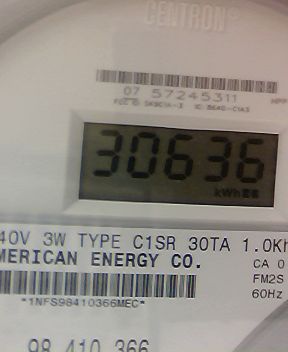 CENTRON®
07 57245311
30636
kWh
40V 3W TYPE C1SR 30TA 1.0Kh
MERICAN ENERGY CO.
CA 0
FM2S
60Hz
*1NFS98410366MEC*
98 410 366